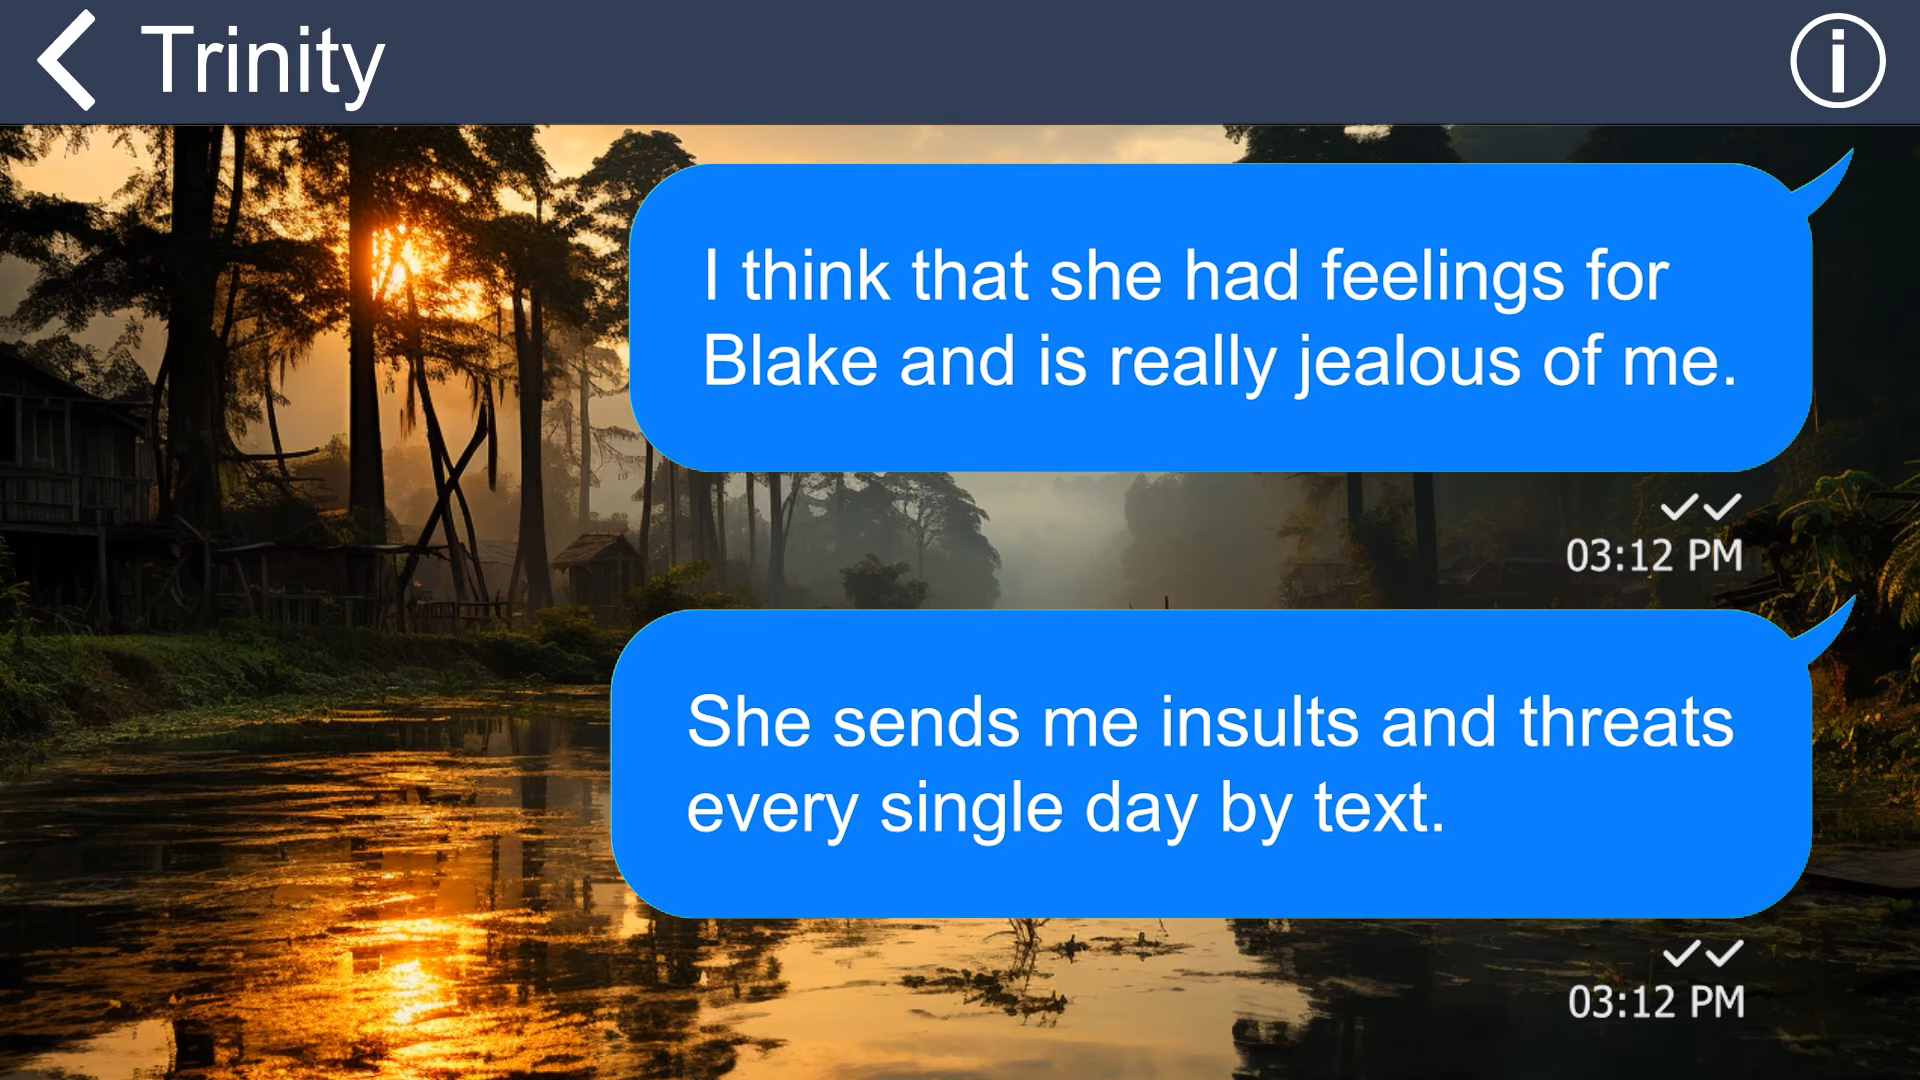 Trinity
I think that she had feelings for
Blake and is really jealous of me.
03:12 PM
She sends me insults and threats
every single day by text.
03:12 PM